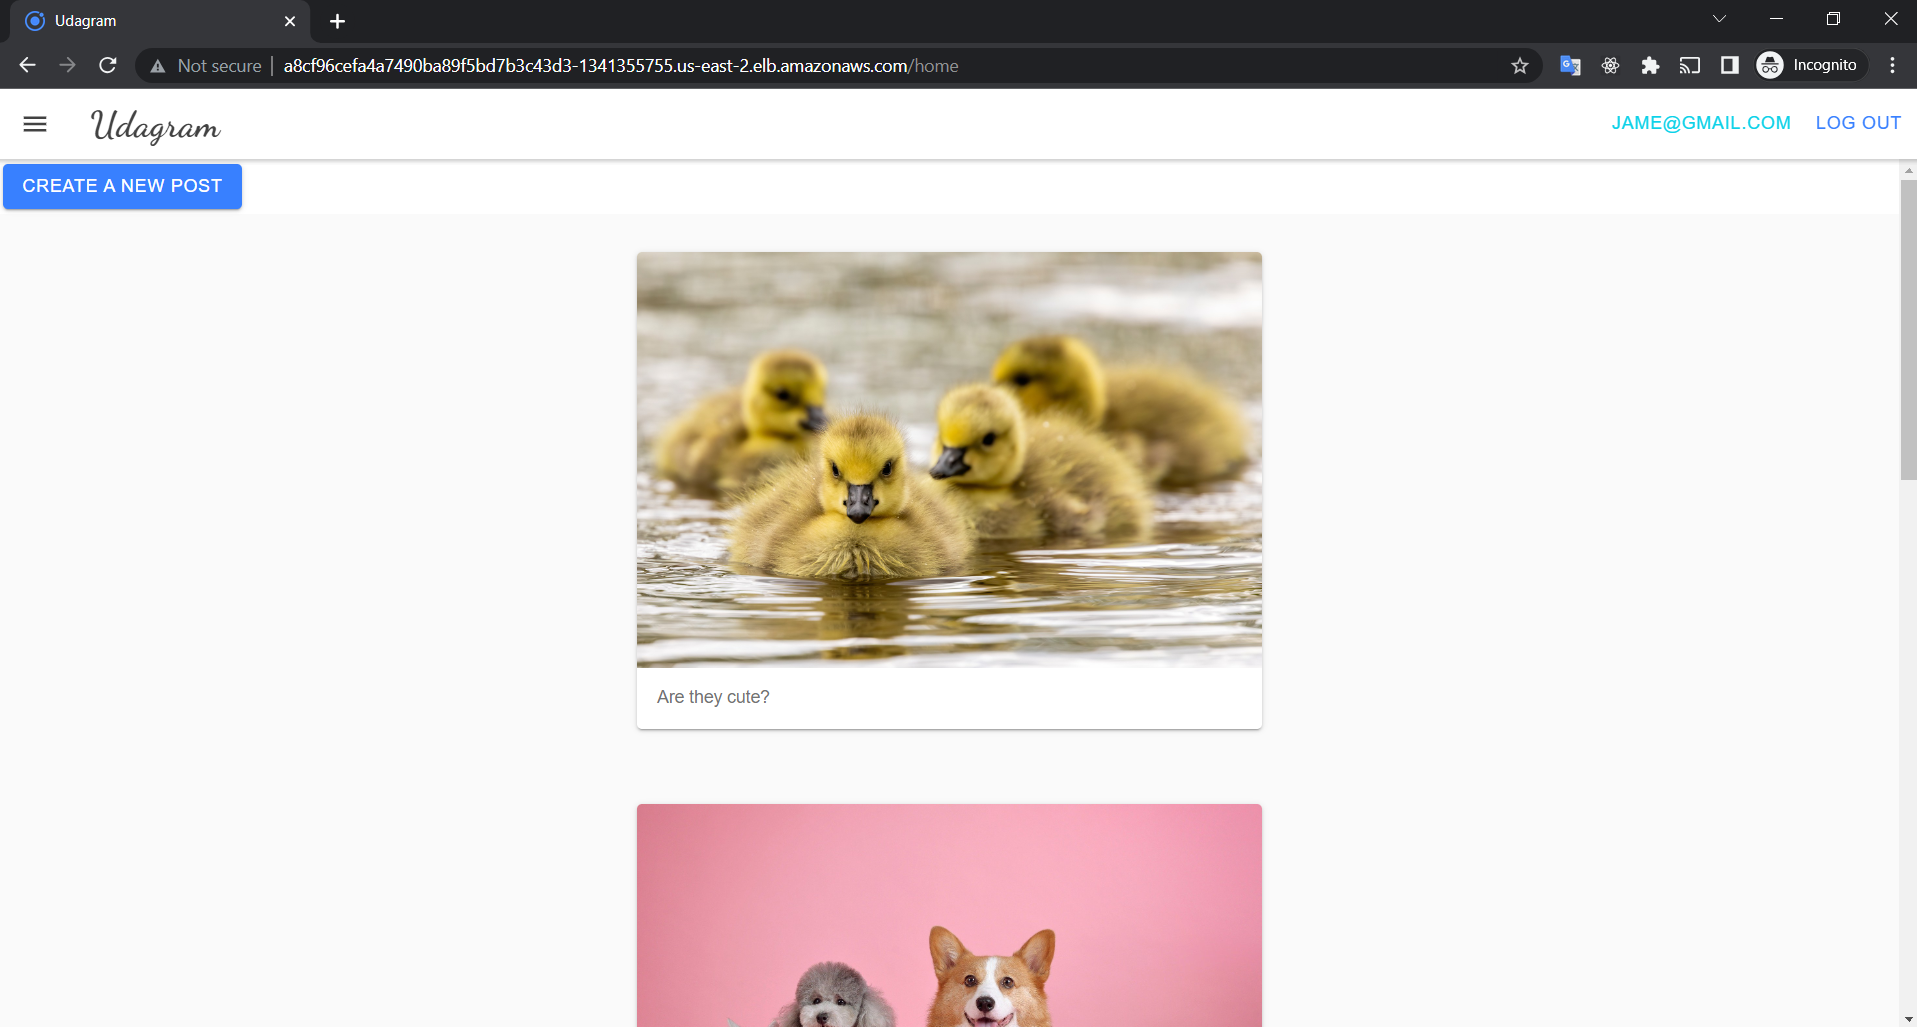 Udagram
Not secure a8cf96cefa4a7490ba89f5bd7b3c43d3-1341355755.us-east-2.elb.amazonaws.com/home
Incognito
Udagram
JAME@GMAIL.COM LOG OUT
CREATE A NEW POST
Are they cute?